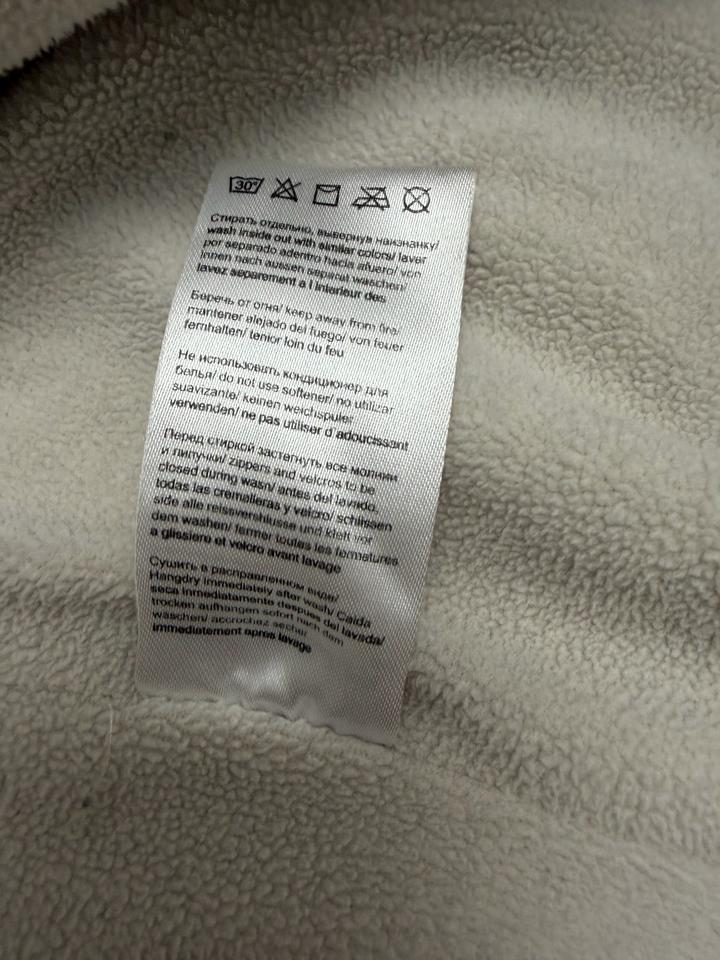 30°
Стирать отдельно, вывернув наизнанку/
wash inside out with similar colors/ laver
por separado adentro hacia afuero/ von
innen nach aussen separat waschen/
lavez separement a l interieur des
Беречь от огня/ keep away from fire/
mantener alejado del fuego/ von feuer
fernhalten/ tenior loin du feu
Не использовать кондиционер для
белья/ do not use softener/ no utilizar
suavizante/ keinen weichspuler
verwenden/ ne pas utiliser d'adoucissant
Перед стиркой застегнуть все молнии
и липучки/ zippers and velcros to be
closed during wash/ antes del lavado.
todas las cremalleras y velcro/ schlissen
side alle reissvershlusse und klett vor
dem washen/ fermer toutes les fermetures
a glissiere et velcro avant lavage
Сушить в расправленном виде/
Hangdry immediately after wash/ Caida
seca inmediatamente despues del lavsda/
trocken aufhangen sofort nach dem
waschen/ accrochez secher
immediatement apres lavage